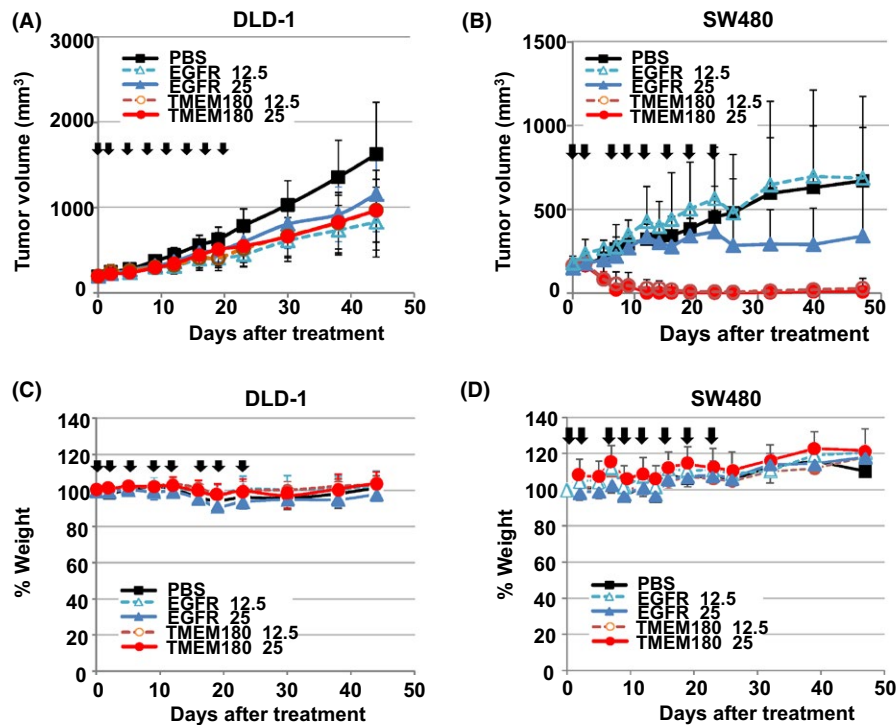 (A) DLD-1
3000
2000
1000
0
Tumor volume (mm³)
PBS
EGFR 12.5
EGFR 25
TMEM180 12.5
TMEM180 25
0 10 20 30 40 50
Days after treatment
(B) SW480
1500
1000
500
0
Tumor volume (mm³)
PBS
EGFR 12.5
EGFR 25
TMEM180 12.5
TMEM180 25
0 10 20 30 40 50
Days after treatment
(C) DLD-1
140
120
100
80
60
40
20
0
% Weight
PBS
EGFR 12.5
EGFR 25
TMEM180 12.5
TMEM180 25
0 10 20 30 40 50
Days after treatment
(D) SW480
140
120
100
80
60
40
20
0
% Weight
PBS
EGFR 12.5
EGFR 25
TMEM180 12.5
TMEM180 25
0 10 20 30 40 50
Days after treatment